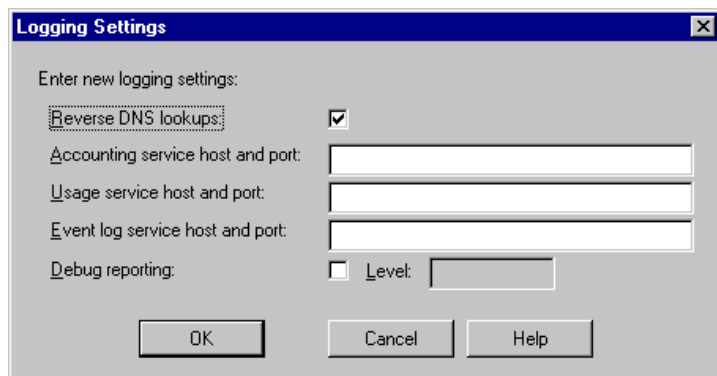 Logging Settings
Enter new logging settings:
Reverse DNS lookups:
Accounting service host and port:
Usage service host and port:
Event log service host and port:
Debug reporting: Level:
OK Cancel Help